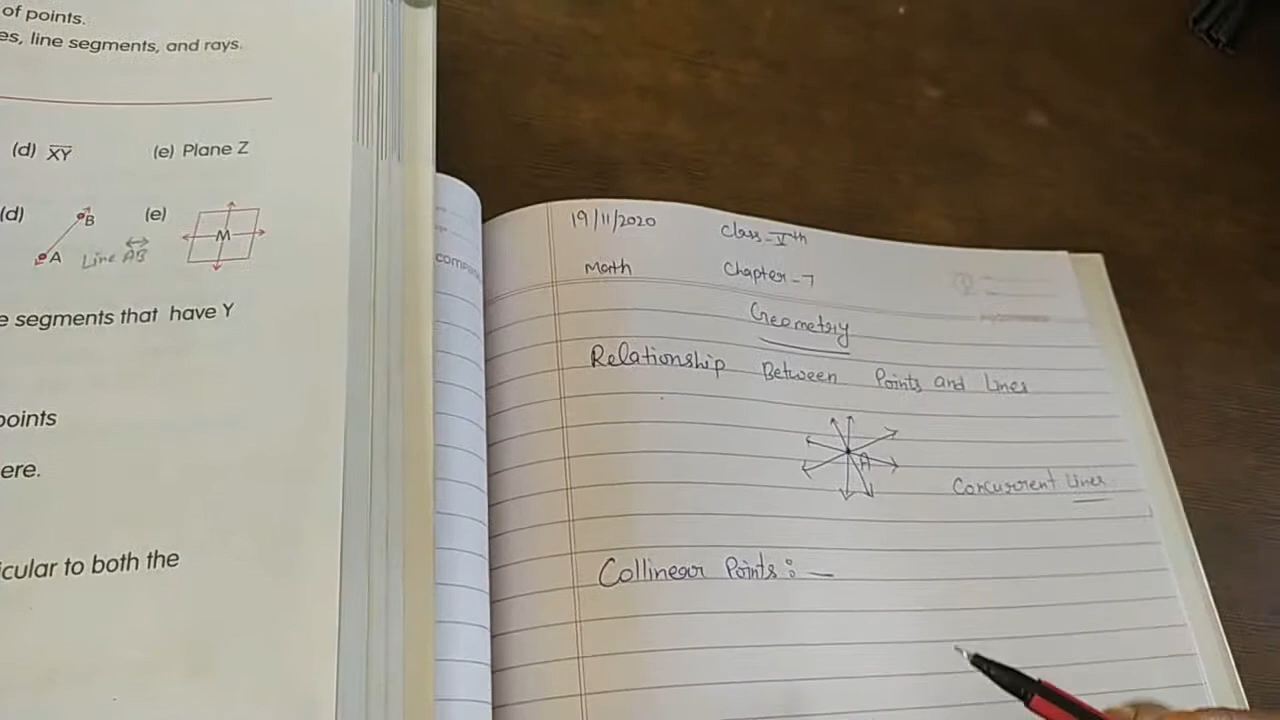 of points.
es, line segments, and rays.
(d) XY (e) Plane Z
(d) B (e)
A Line AB M
e segments that have Y
points
ere.
icular to both the
19/11/2020 Class-Vth
Math Chapter-7
Geometry
Relationship Between Points and Lines
A
Concurrent Lines
Collinear Points:-